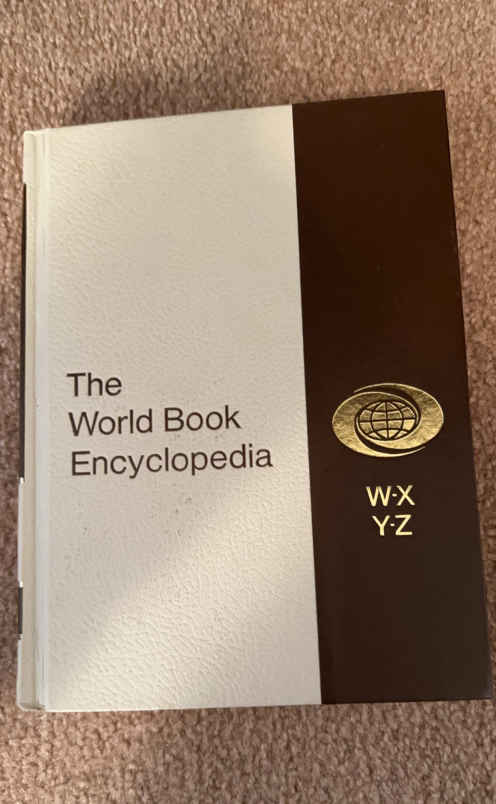 The
World Book
Encyclopedia
W-X
Y-Z